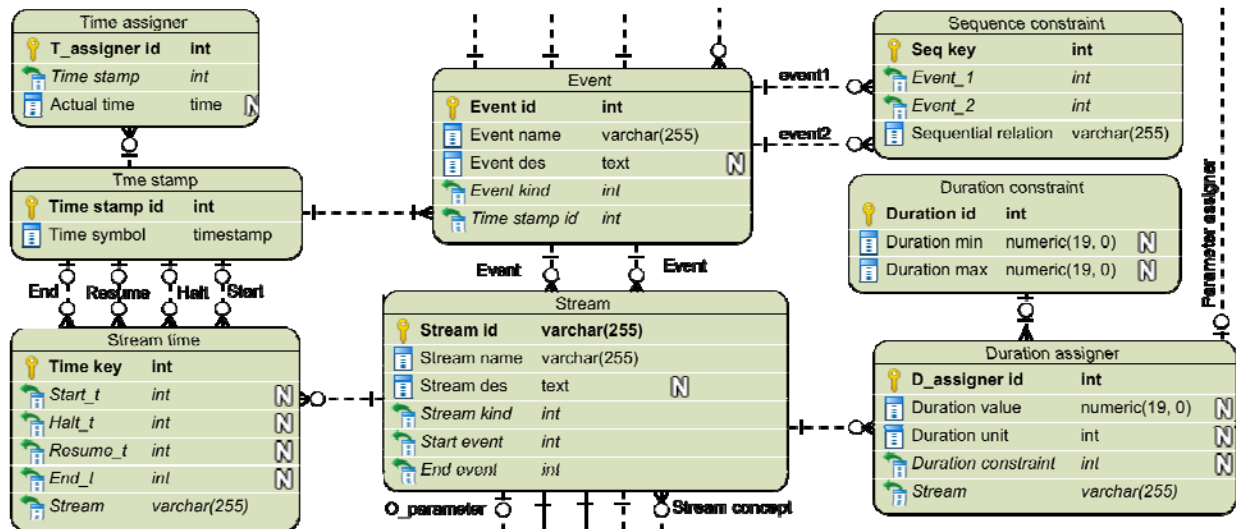 Time assigner
T_assigner id int
Time stamp int
Actual time time N
Tme stamp
Time stamp id int
Time symbol timestamp
End Resume Halt Start
Stream time
Time key int
Start_t int N
Halt_t int N
Resume_t int N
End_t int N
Stream varchar(255)
Event
Event id int
Event name varchar(255)
Event des text N
Event kind int
Time stamp id int
Event Event
Stream
Stream id varchar(255)
Stream name varchar(255)
Stream des text N
Stream kind int
Start event int
End event int
O_parameter Stream concept
event1
event2
Sequence constraint
Seq key int
Event_1 int
Event_2 int
Sequential relation varchar(255)
Duration constraint
Duration id int
Duration min numeric(19, 0) N
Duration max numeric(19, 0) N
Parameter assigner
Duration assigner
D_assigner id int
Duration value numeric(19, 0) N
Duration unit int N
Duration constraint int N
Stream varchar(255)